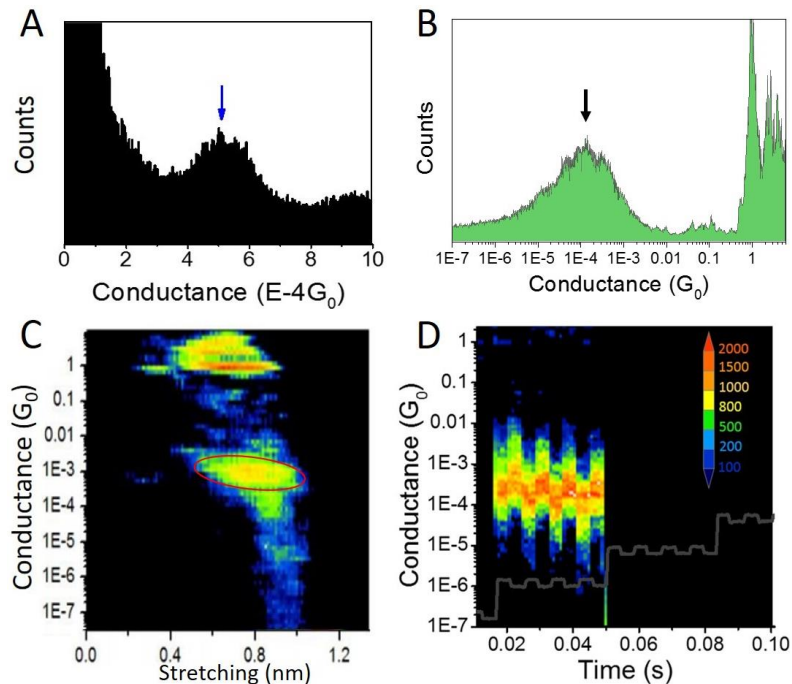 A
Counts
0 2 4 6 8 10
Conductance (E-4G₀)
B
Counts
1E-7 1E-6 1E-5 1E-4 1E-3 0.01 0.1 1
Conductance (G₀)
C
Conductance (G₀)
1
0.1
0.01
1E-3
1E-4
1E-5
1E-6
1E-7
0.0 0.4 0.8 1.2
Stretching (nm)
D
Conductance (G₀)
1
0.1
0.01
1E-3
1E-4
1E-5
1E-6
1E-7
2000
1500
1000
800
500
200
100
0.02 0.04 0.06 0.08 0.10
Time (s)